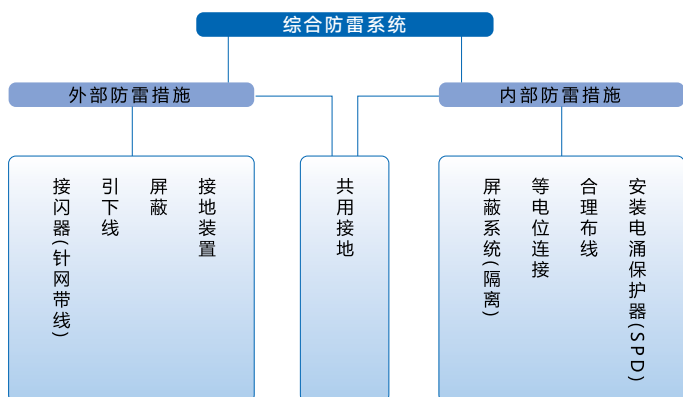 综合防雷系统
外部防雷措施
内部防雷措施
接闪器(针网带线)
引下线
屏蔽
接地装置
共用接地
屏蔽系统(隔离)
等电位连接
合理布线
安装电涌保护器(SPD)